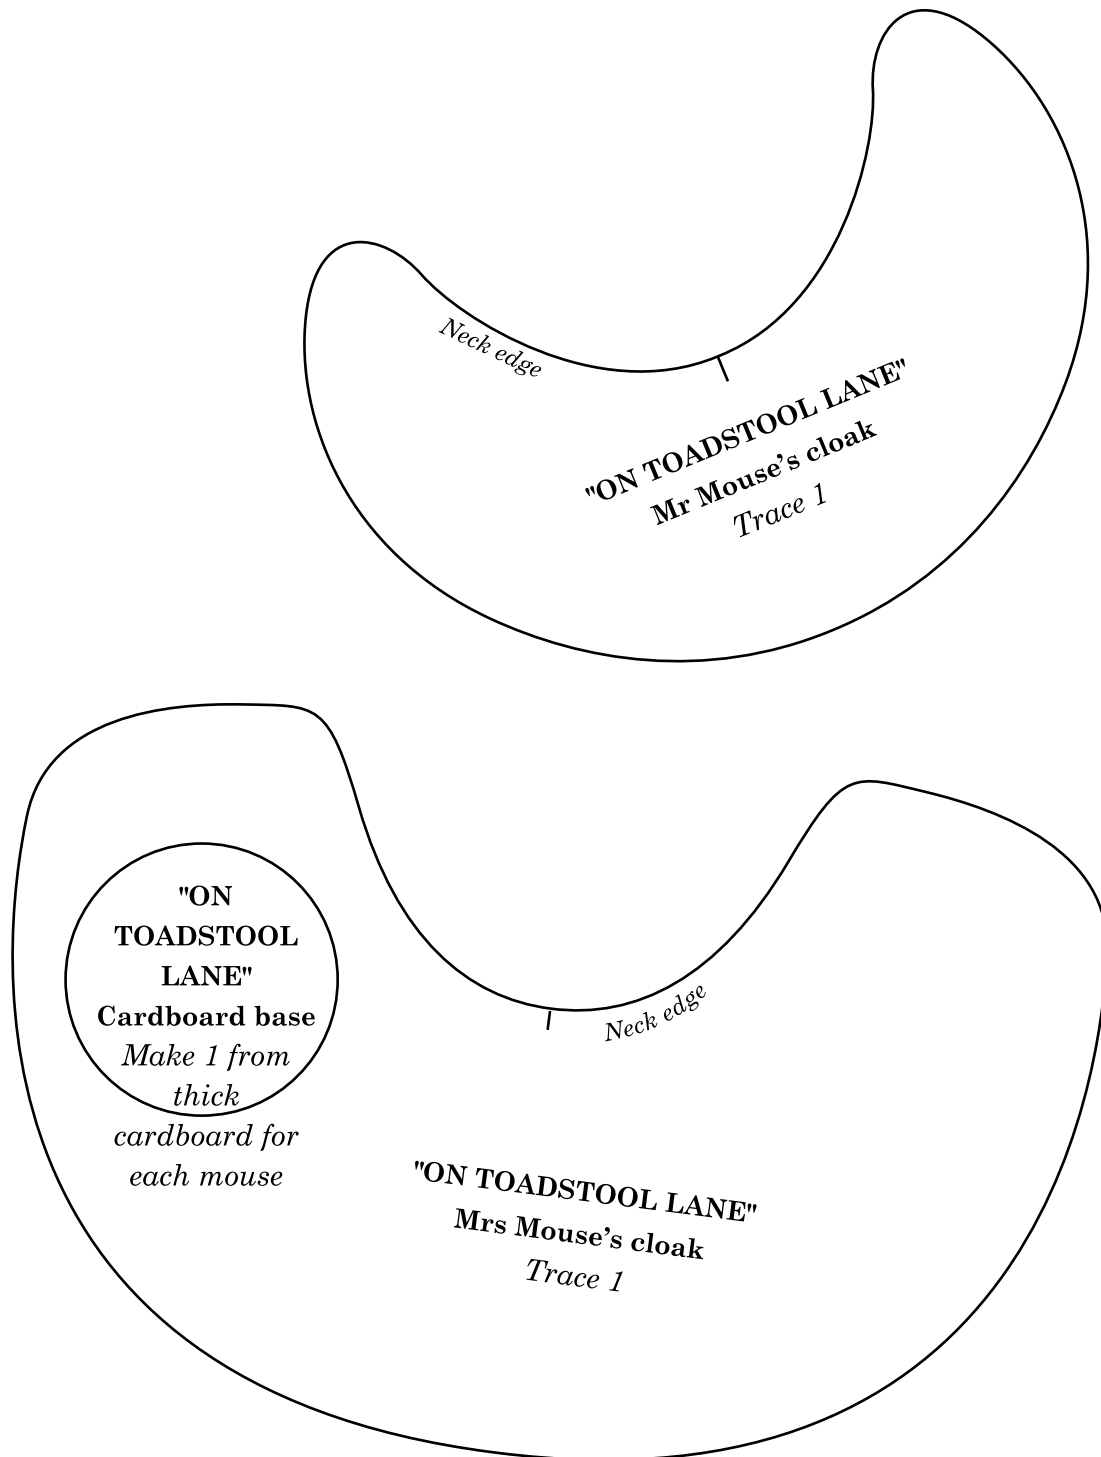 Neck edge
"ON TOADSTOOL LANE"
Mr Mouse’s cloak
Trace 1
"ON
TOADSTOOL
LANE"
Cardboard base
Make 1 from
thick
cardboard for
each mouse
Neck edge
"ON TOADSTOOL LANE"
Mrs Mouse’s cloak
Trace 1